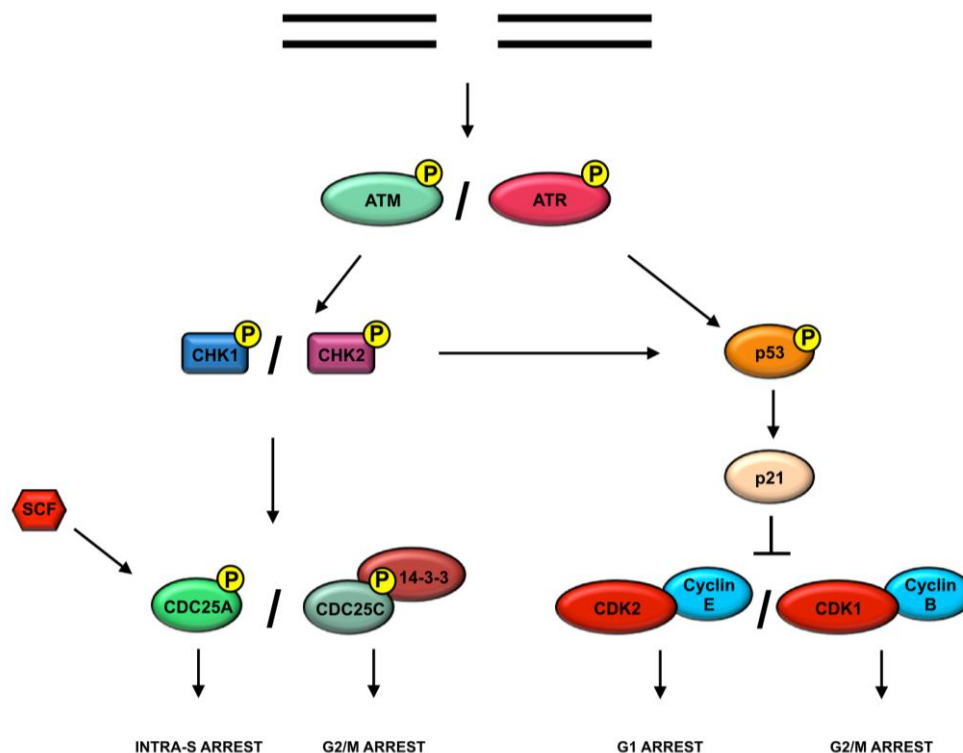 P
P
ATM
/
ATR
P
P
P
CHK1
/
CHK2
p53
p21
SCF
P
P
14-3-3
CDC25A
/
CDC25C
Cyclin
E
Cyclin
B
CDK2
/
CDK1
INTRA-S ARREST
G2/M ARREST
G1 ARREST
G2/M ARREST